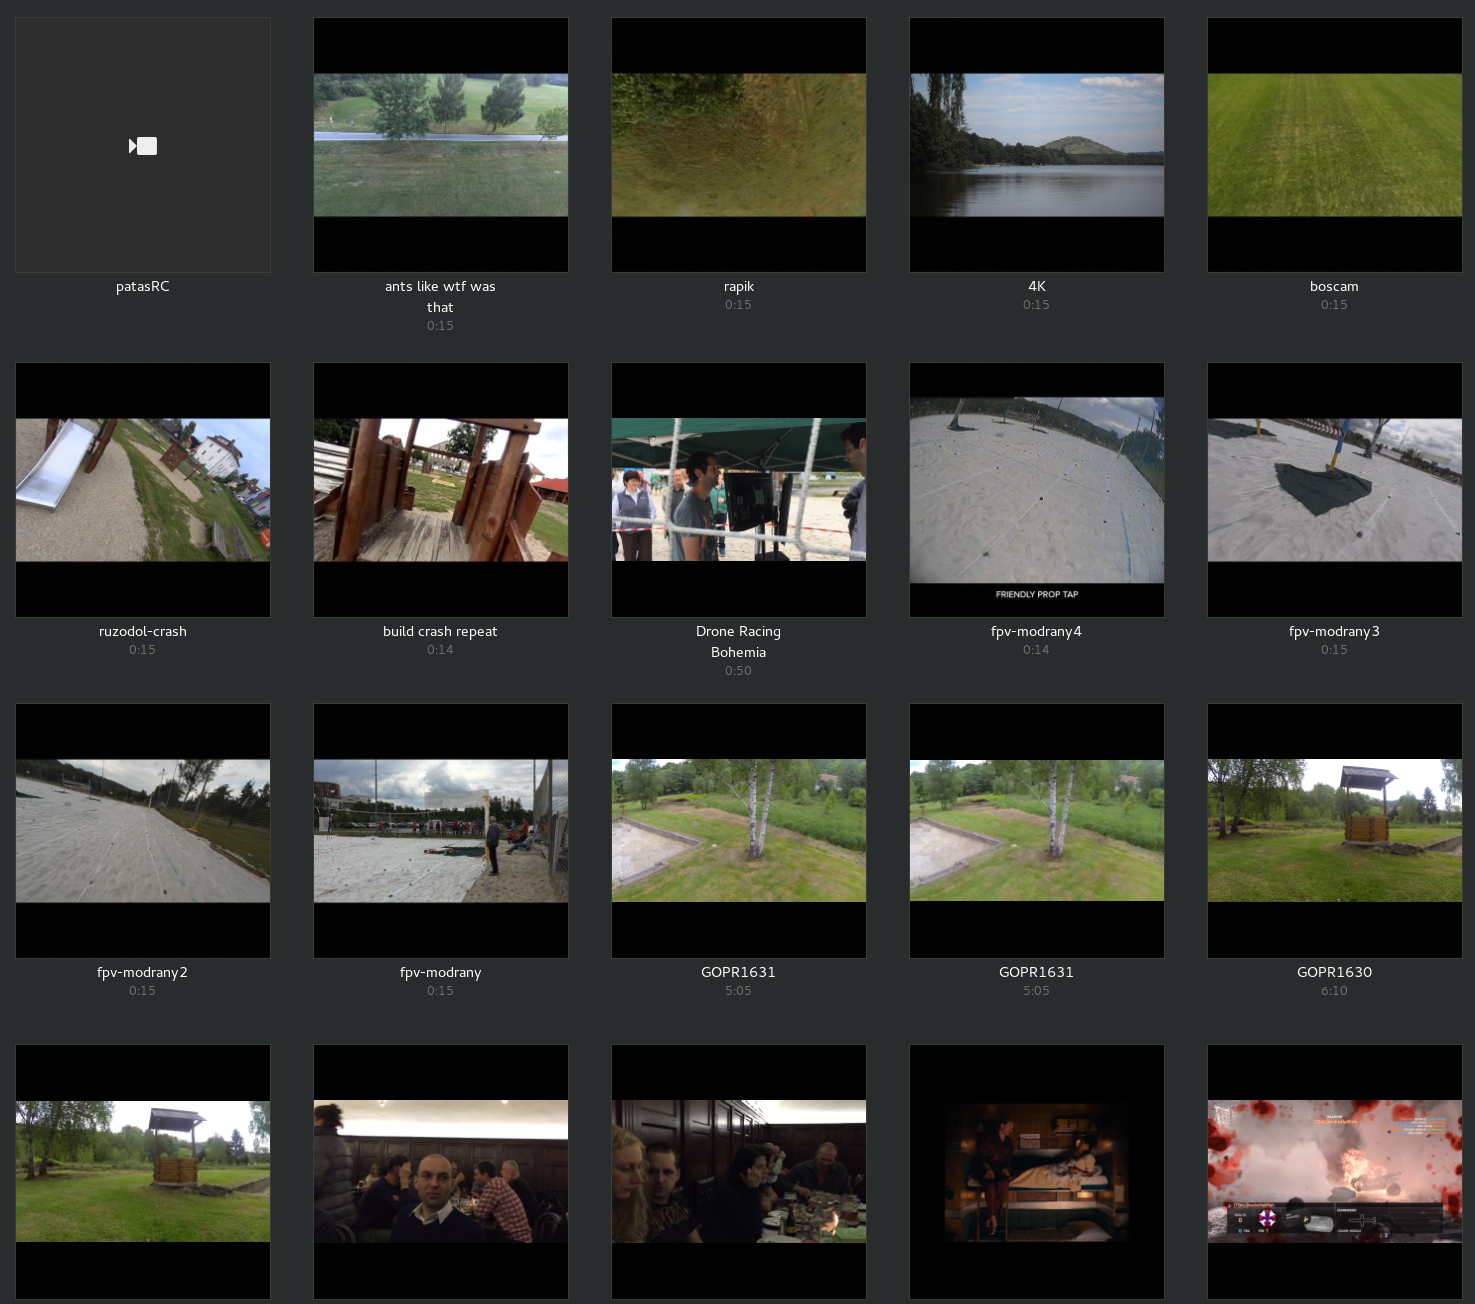 patasRC
ants like wtf was
that
0:15
rapik
0:15
4K
0:15
boscam
0:15
ruzodol-crash
0:15
build crash repeat
0:14
Drone Racing
Bohemia
0:50
FRIENDLY PROP TAP
fpv-modrany4
0:14
fpv-modrany3
0:15
fpv-modrany2
0:15
fpv-modrany
0:15
GOPR1631
5:05
GOPR1631
5:05
GOPR1630
6:10